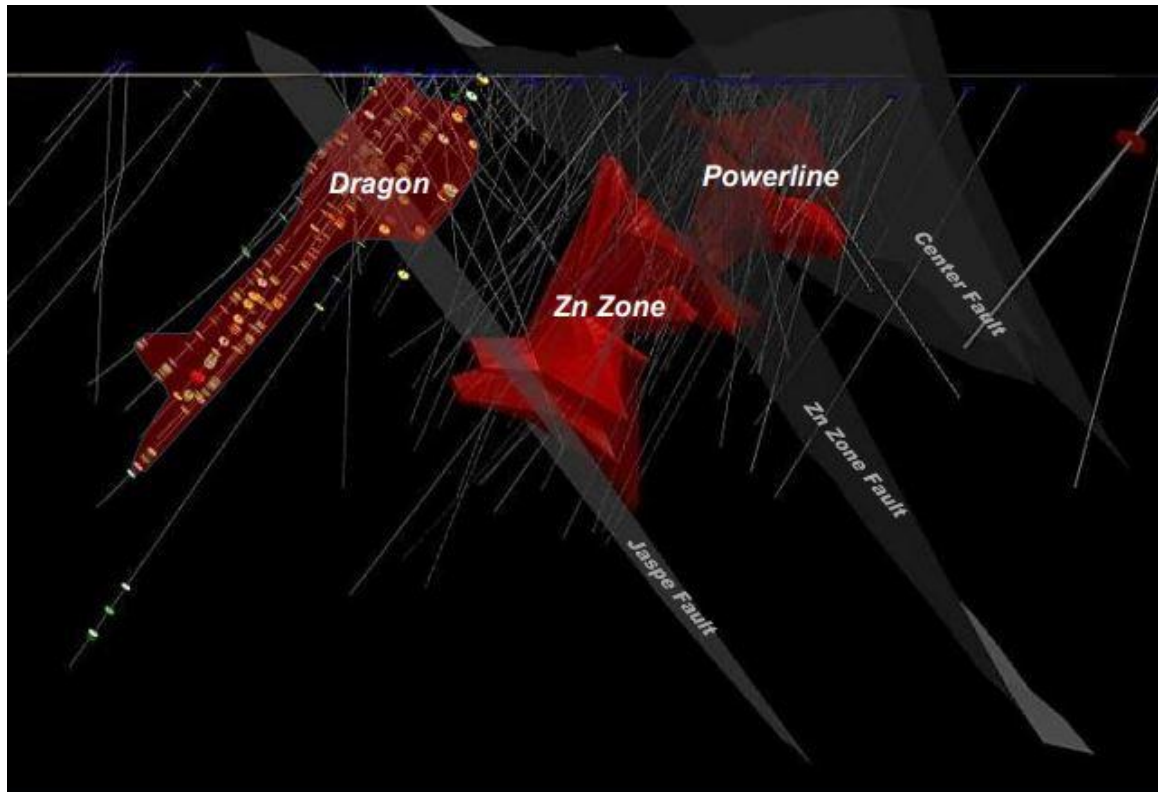 Dragon
Powerline
Zn Zone
Center Fault
Zn Zone Fault
Jaspe Fault